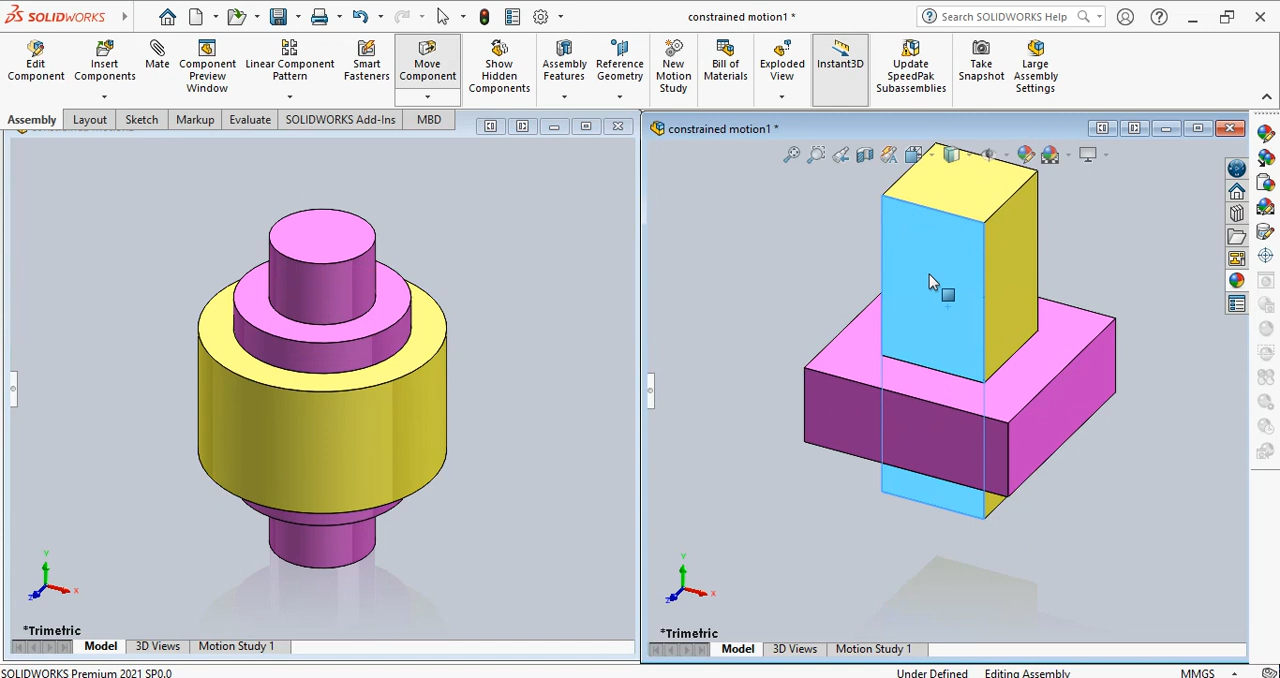 SOLIDWORKS
constrained motion1 *
Search SOLIDWORKS Help
Edit
Component
Insert
Components
Mate
Component
Preview
Window
Linear Component
Pattern
Smart
Fasteners
Move
Component
Show
Hidden
Components
Assembly
Features
Reference
Geometry
New
Motion
Study
Bill of
Materials
Exploded
View
Instant3D
Update
SpeedPak
Subassemblies
Take
Snapshot
Large
Assembly
Settings
Assembly
Layout
Sketch
Markup
Evaluate
SOLIDWORKS Add-Ins
MBD
constrained motion1 *
Y
X
Z
*Trimetric
Model
3D Views
Motion Study 1
Y
X
Z
*Trimetric
Model
3D Views
Motion Study 1
SOLIDWORKS Premium 2021 SP0.0
Under Defined
Editing Assembly
MMGS